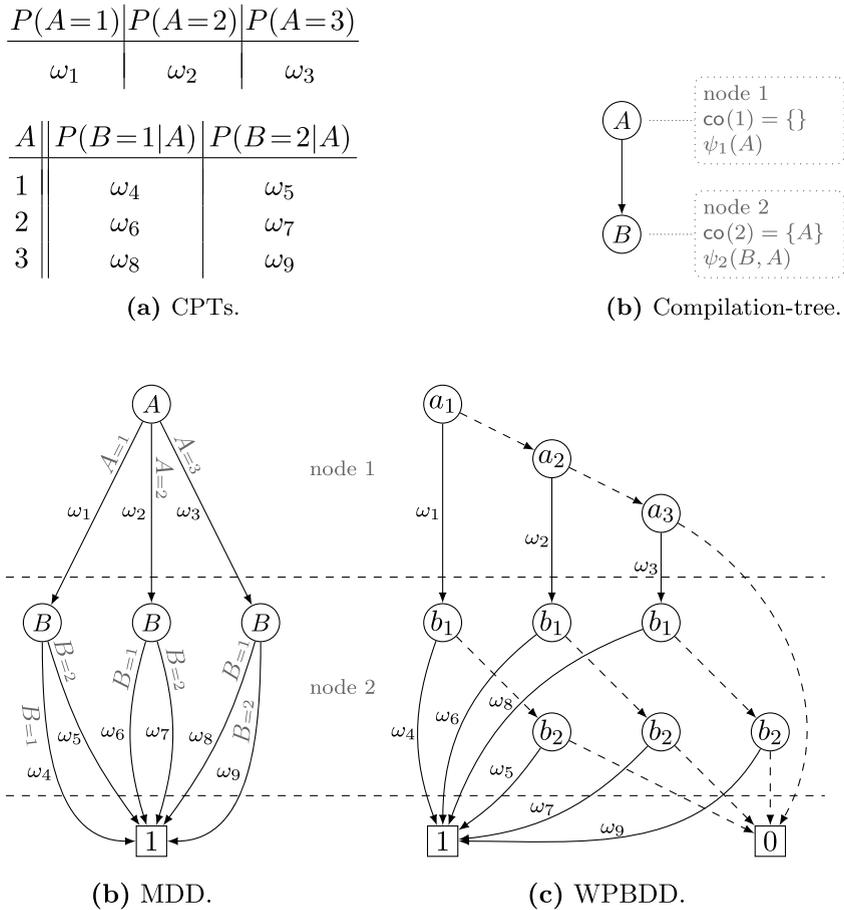 P(A=1) P(A=2) P(A=3)
ω1 ω2 ω3
A P(B=1|A) P(B=2|A)
1 ω4 ω5
2 ω6 ω7
3 ω8 ω9
(a) CPTs.
A
node 1
co(1) = {}
ψ1(A)
B
node 2
co(2) = {A}
ψ2(B, A)
(b) Compilation-tree.
A
A=1 A=2 A=3
ω1 ω2 ω3
B B B
B=1 B=2 B=1 B=2 B=1 B=2
ω4 ω5 ω6 ω7 ω8 ω9
1
(b) MDD.
node 1
node 2
a1
a2
a3
ω1 ω2 ω3
b1 b1 b1
b2 b2 b2
ω4 ω6 ω8
ω5 ω7 ω9
1 0
(c) WPBDD.